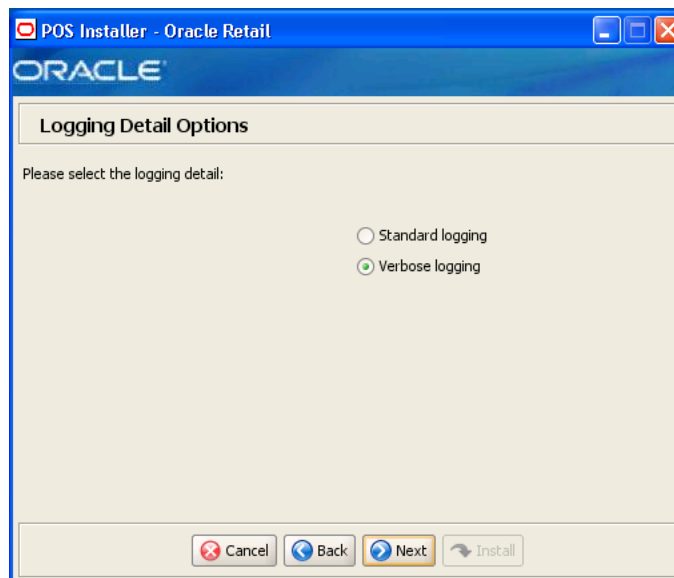 POS Installer - Oracle Retail
ORACLE
Logging Detail Options
Please select the logging detail:
Standard logging
Verbose logging
Cancel Back Next Install